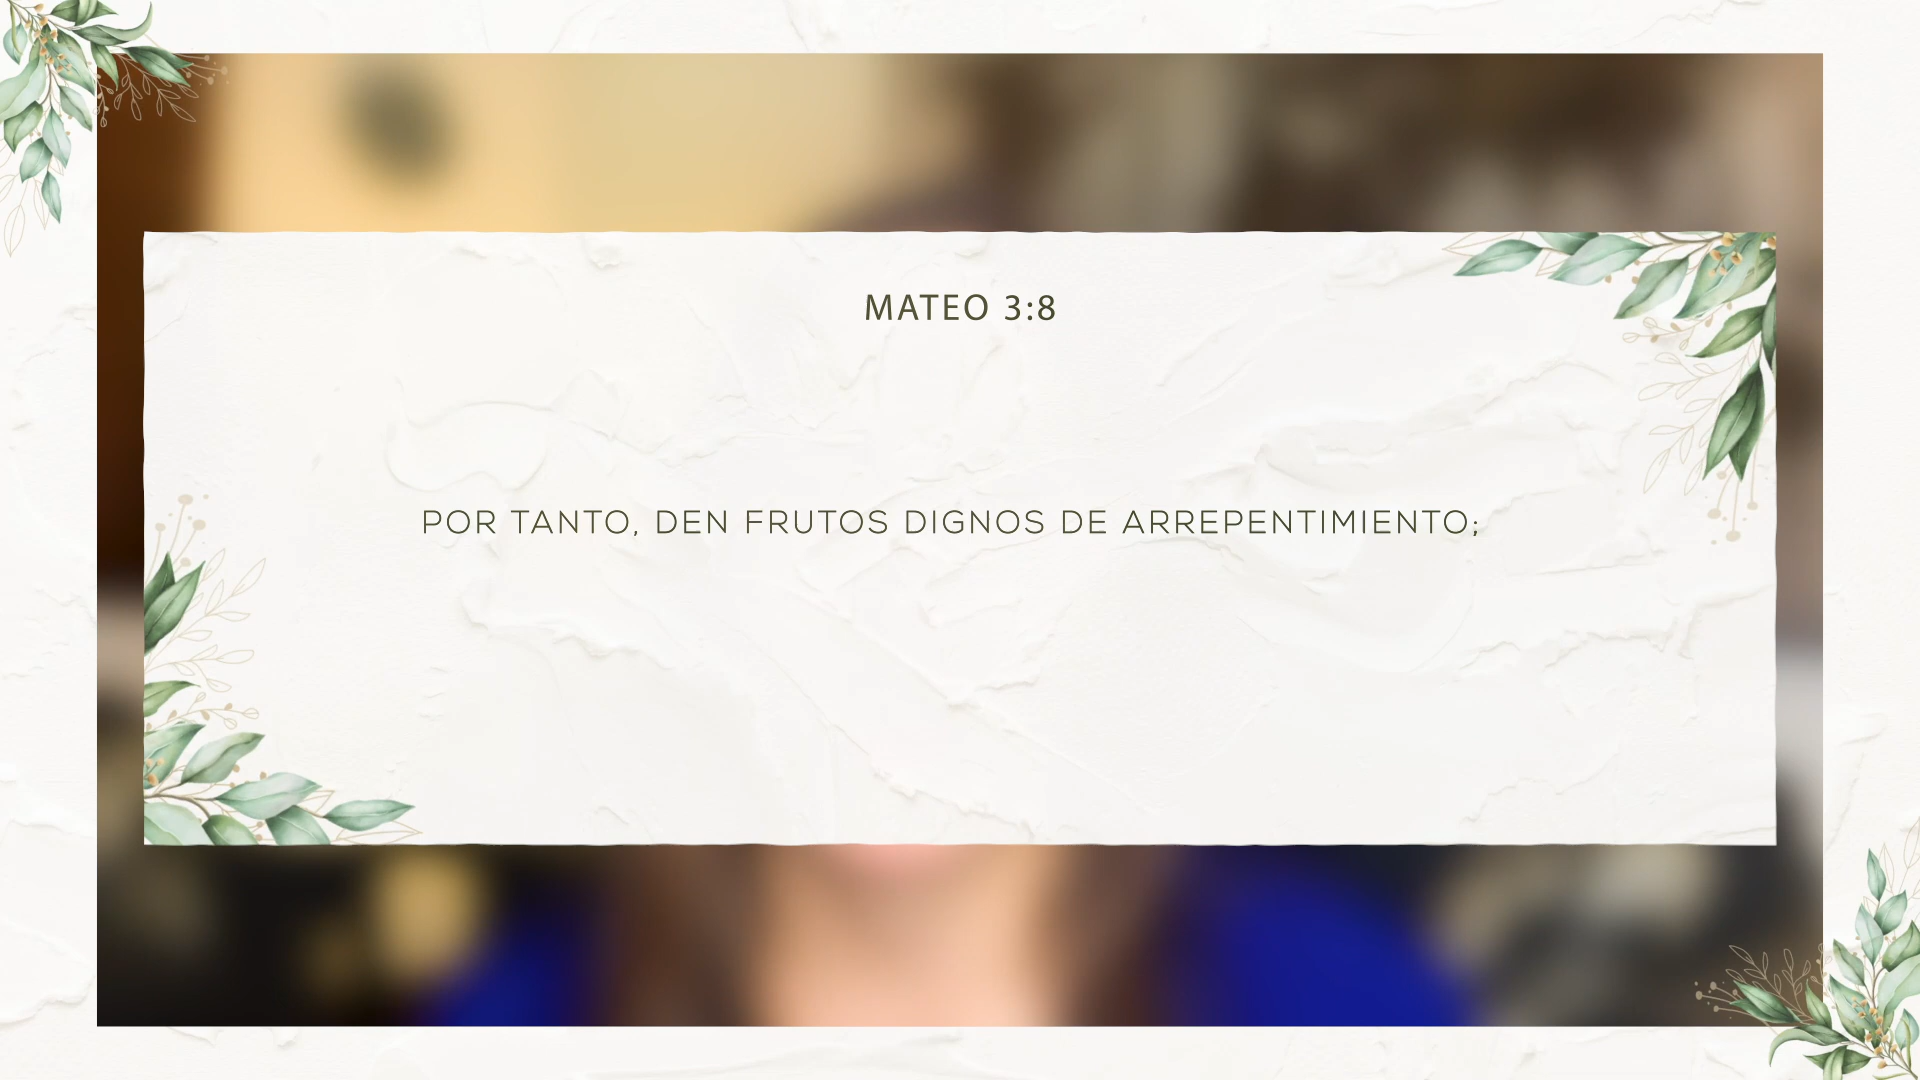 MATEO 3:8
POR TANTO, DEN FRUTOS DIGNOS DE ARREPENTIMIENTO;